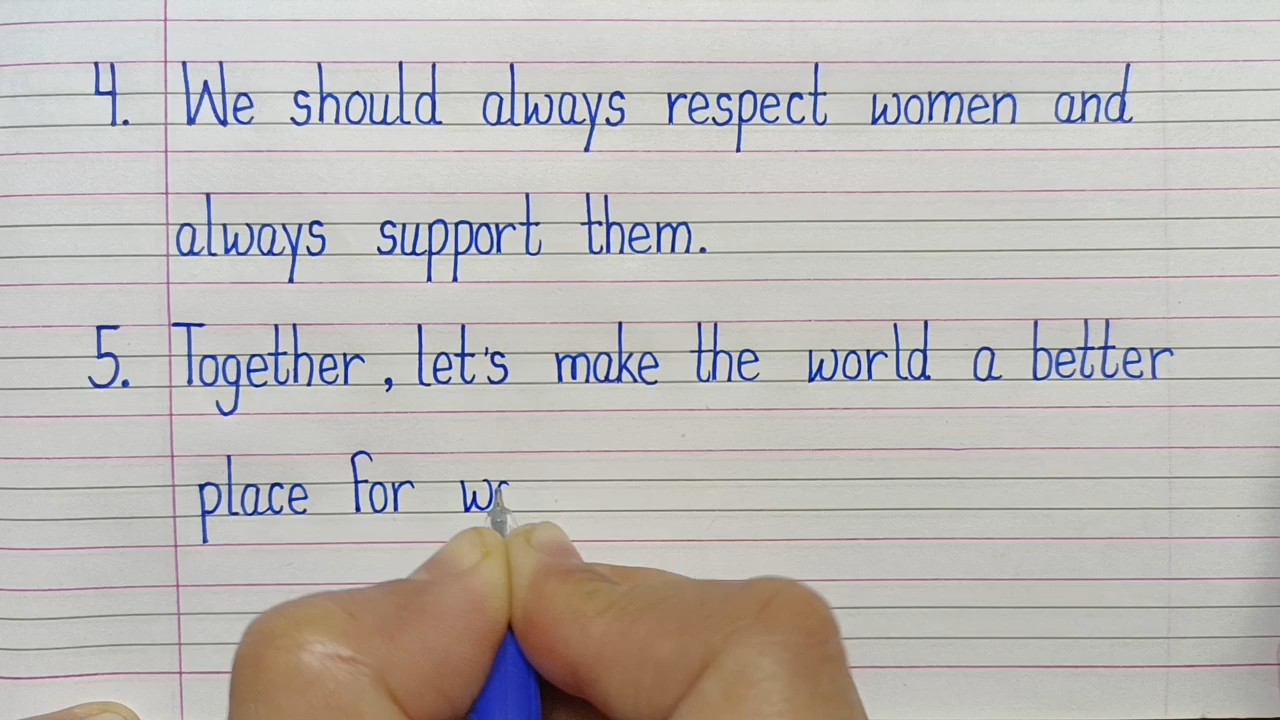 4. We should always respect women and
always support them.
5. Together, let's make the world a better
place for